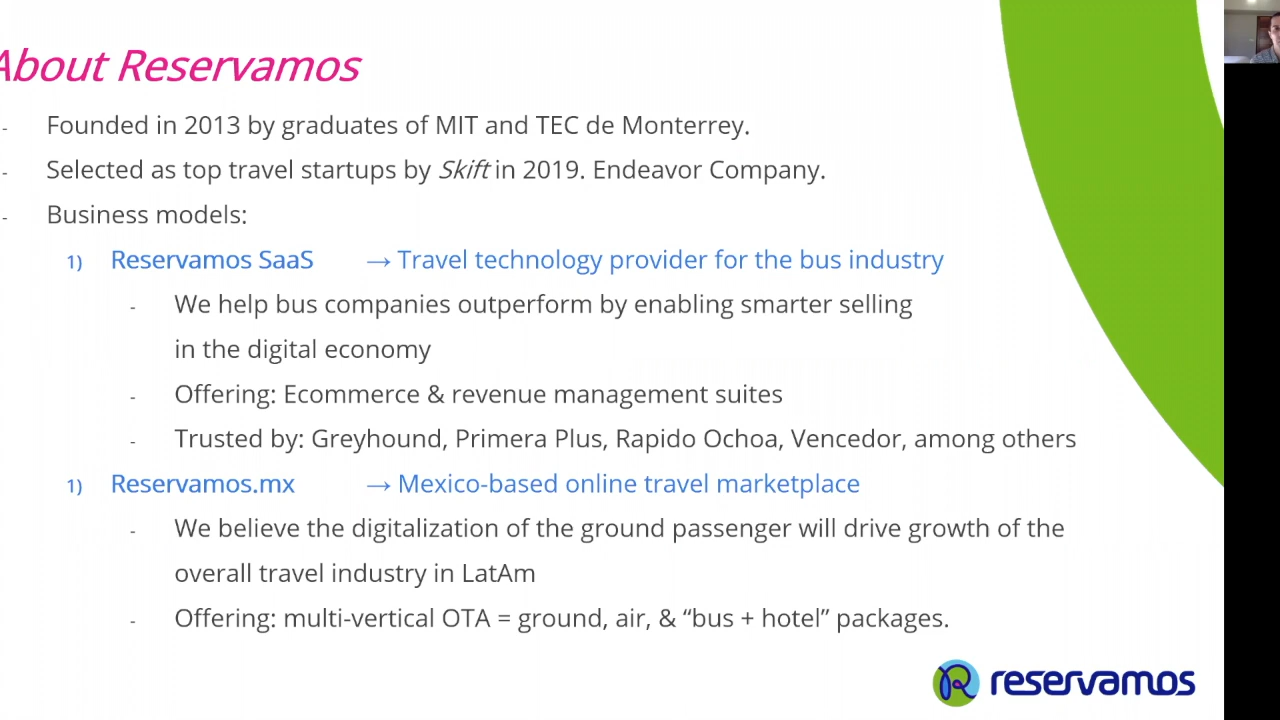 About Reservamos
- Founded in 2013 by graduates of MIT and TEC de Monterrey.
- Selected as top travel startups by Skift in 2019. Endeavor Company.
- Business models:
1) Reservamos SaaS → Travel technology provider for the bus industry
- We help bus companies outperform by enabling smarter selling
in the digital economy
- Offering: Ecommerce & revenue management suites
- Trusted by: Greyhound, Primera Plus, Rapido Ochoa, Vencedor, among others
1) Reservamos.mx → Mexico-based online travel marketplace
- We believe the digitalization of the ground passenger will drive growth of the
overall travel industry in LatAm
- Offering: multi-vertical OTA = ground, air, & “bus + hotel” packages.
reservamos